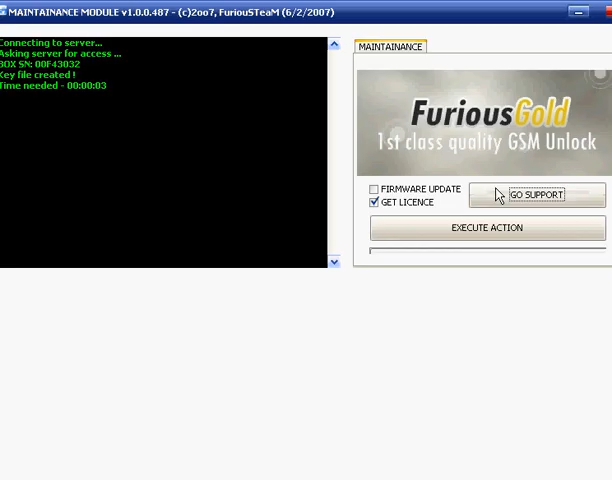 MAINTAINANCE MODULE v1.0.0.487 - (c)2oo7, FuriouSTeaM (6/2/2007)
Connecting to server...
Asking server for access ...
BOX SN: 00F43032
Key file created !
Time needed - 00:00:03
MAINTAINANCE
FuriousGold
1st class quality GSM Unlock
FIRMWARE UPDATE
GET LICENCE
GO SUPPORT
EXECUTE ACTION